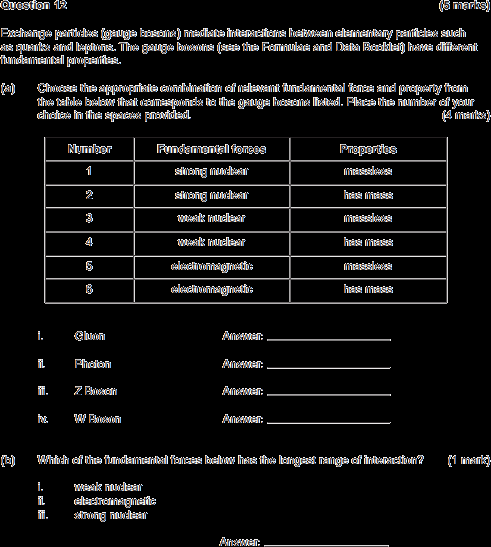 Question 12 (5 marks)
Exchange particles (gauge bosons) mediate interactions between elementary particles such
as quarks and leptons. The gauge bosons (see the Formulae and Data Booklet) have different
fundamental properties.
(a) Choose the appropriate combination of relevant fundamental force and property from
the table below that corresponds to the gauge bosons listed. Place the number of your
choice in the spaces provided. (4 marks)
Number Fundamental forces Properties
1 strong nuclear massless
2 strong nuclear has mass
3 weak nuclear massless
4 weak nuclear has mass
5 electromagnetic massless
6 electromagnetic has mass
i. Gluon Answer:
ii. Photon Answer:
iii. Z Boson Answer:
iv. W Boson Answer:
(b) Which of the fundamental forces below has the longest range of interaction? (1 mark)
i. weak nuclear
ii. electromagnetic
iii. strong nuclear
Answer: